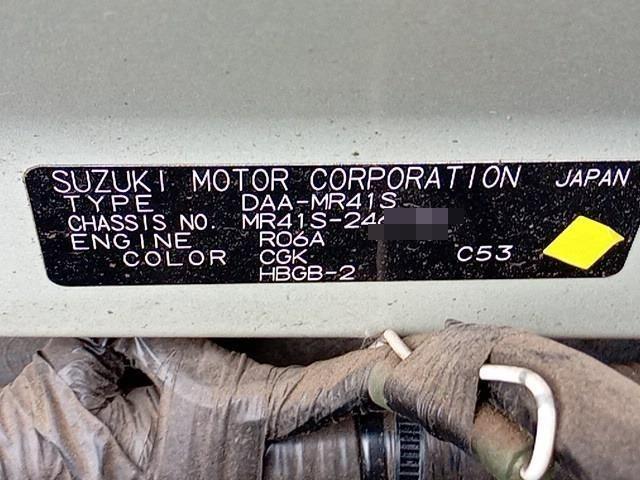 SUZUKI MOTOR CORPORATION JAPAN
TYPE DAA-MR41S
CHASSIS NO. MR41S-24
ENGINE R06A
COLOR CGK C53
HBGB-2